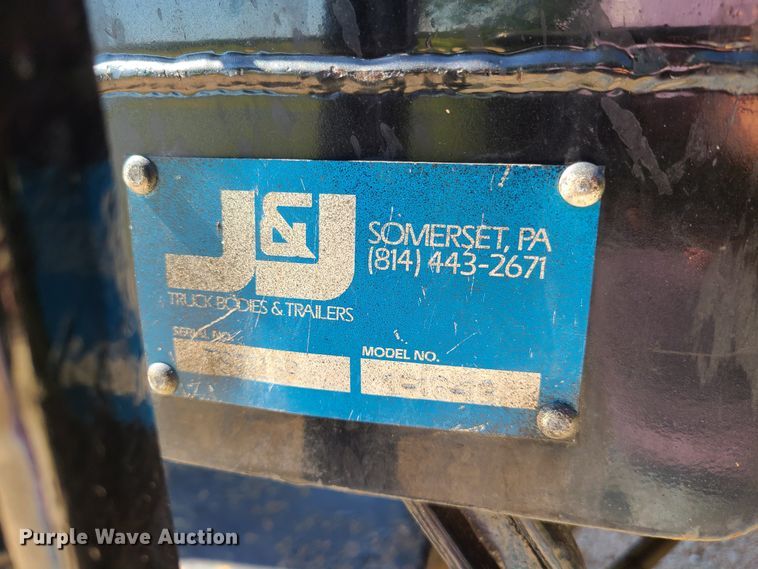 J&J
SOMERSET, PA
(814) 443-2671
TRUCK BODIES & TRAILERS
SERIAL NO.
MODEL NO.
Purple Wave Auction